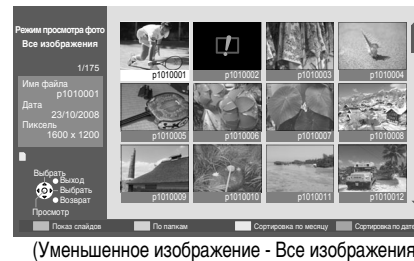 Режим просмотра фото
Все изображения
1/175
Имя файла
p1010001
Дата
23/10/2008
Пиксель
1600 x 1200
Выбрать
Выход
Выбрать
Возврат
Просмотр
p1010001
p1010002
p1010003
p1010004
p1010005
p1010006
p1010007
p1010008
p1010009
p1010010
p1010011
p1010012
Показ слайдов
По папкам
Сортировка по месяцу
Сортировка по дате
(Уменьшенное изображение - Все изображения